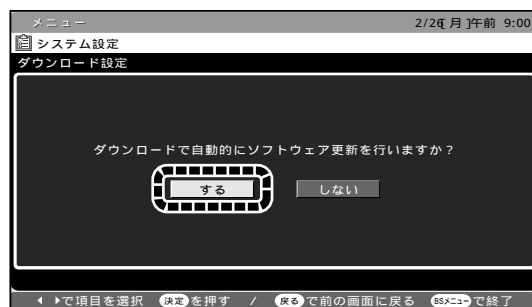 メニュー 2/26[月]午前 9:00
システム設定
ダウンロード設定
ダウンロードで自動的にソフトウェア更新を行いますか？
する しない
で項目を選択 決定を押す / 戻るで前の画面に戻る BSメニューで終了